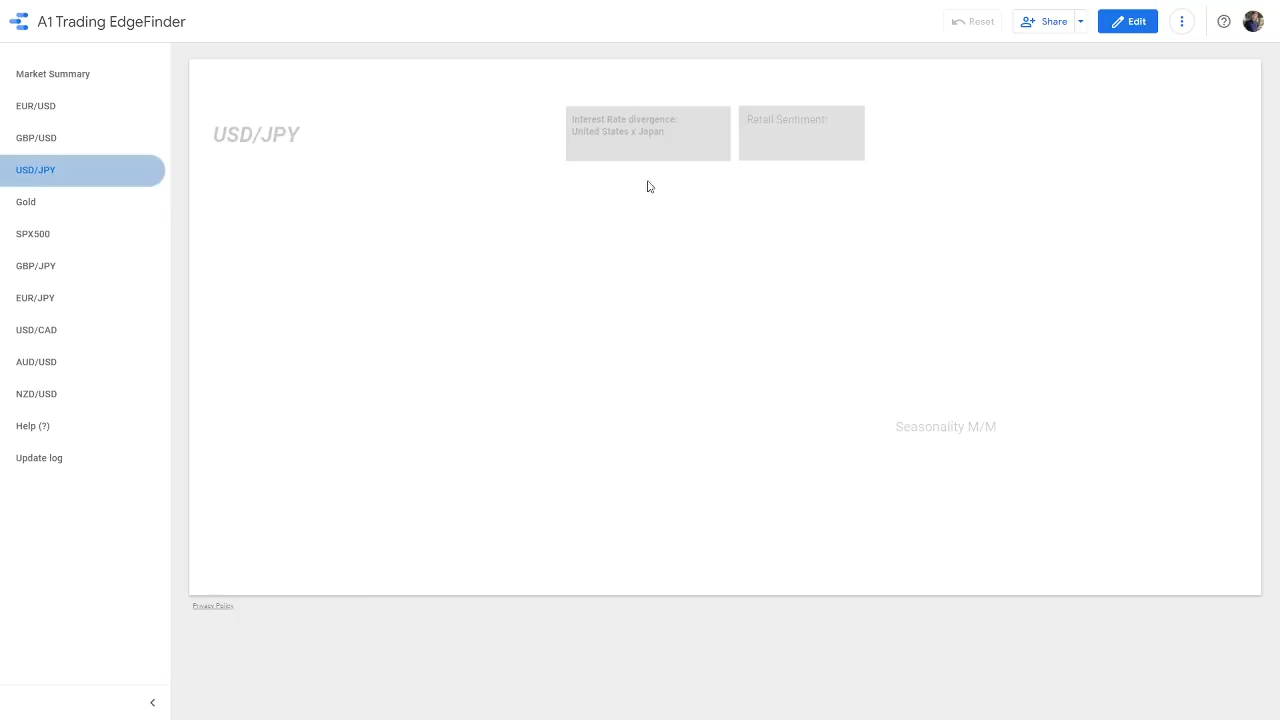 A1 Trading EdgeFinder
Reset
Share
Edit
Market Summary
EUR/USD
GBP/USD
USD/JPY
Gold
SPX500
GBP/JPY
EUR/JPY
USD/CAD
AUD/USD
NZD/USD
Help (?)
Update log
USD/JPY
Interest Rate divergence:
United States x Japan
Retail Sentiment:
Seasonality M/M
Privacy Policy